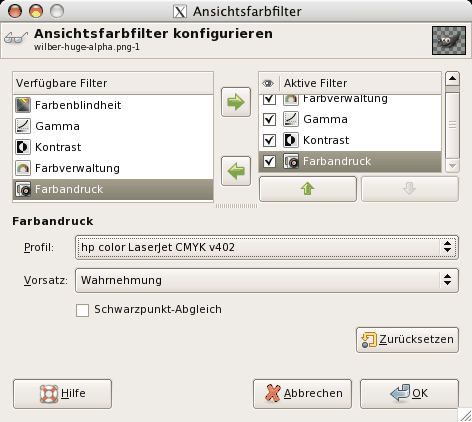 Ansichtsfarbfilter
Ansichtsfarbfilter konfigurieren
wilber-huge-alpha.png-1
Verfügbare Filter
Farbenblindheit
Gamma
Kontrast
Farbverwaltung
Farbandruck
Aktive Filter
Farbverwaltung
Gamma
Kontrast
Farbandruck
Farbandruck
Profil: hp color LaserJet CMYK v402
Vorsatz: Wahrnehmung
Schwarzpunkt-Abgleich
Zurücksetzen
Hilfe Abbrechen OK